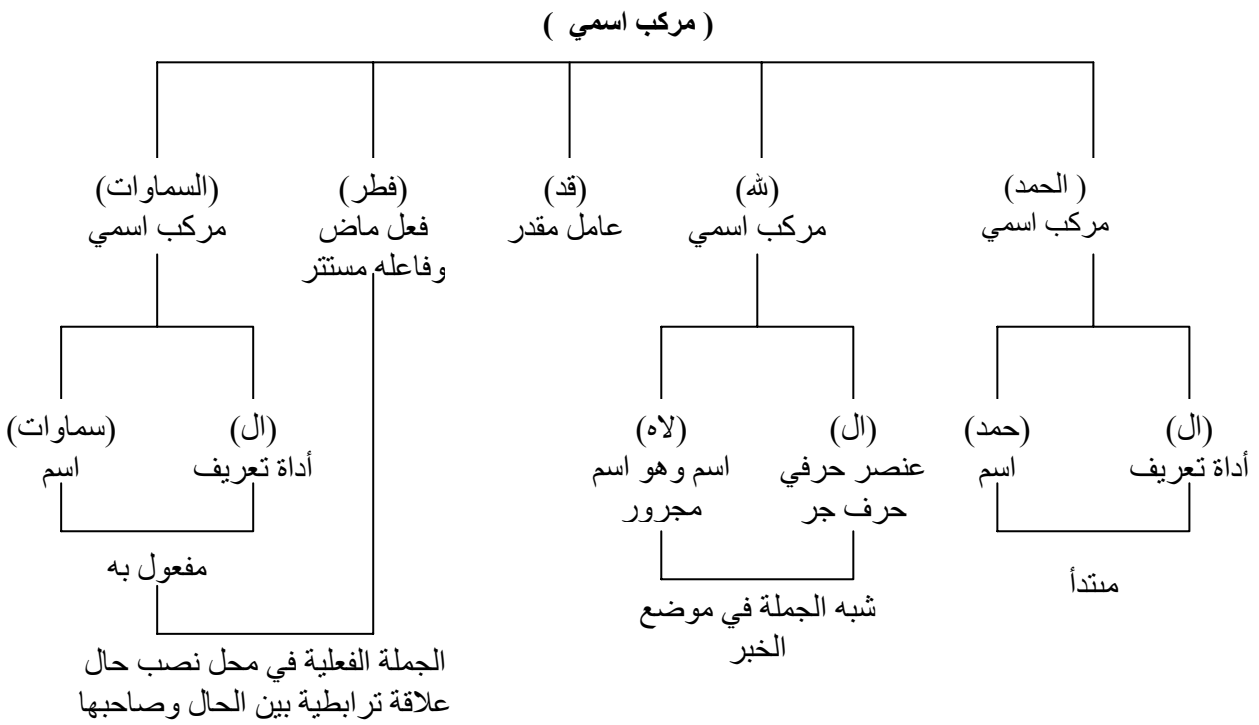 ( مركب اسمي )
( الحمد)
مركب اسمي
(لله)
مركب اسمي
(قد)
عامل مقدر
(فطر)
فعل ماض
وفاعله مستتر
(السماوات)
مركب اسمي
(ال)
أداة تعريف
(حمد)
اسم
(ال)
عنصر حرفي
حرف جر
(لاه)
اسم وهو اسم
مجرور
(ال)
أداة تعريف
(سماوات)
اسم
مبتدأ
شبه الجملة في موضع
الخبر
مفعول به
الجملة الفعلية في محل نصب حال
علاقة ترابطية بين الحال وصاحبها